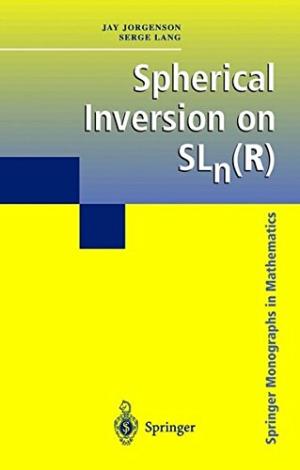 JAY JORGENSON
SERGE LANG
Spherical
Inversion on
SLn(R)
Springer Monographs in Mathematics
Springer